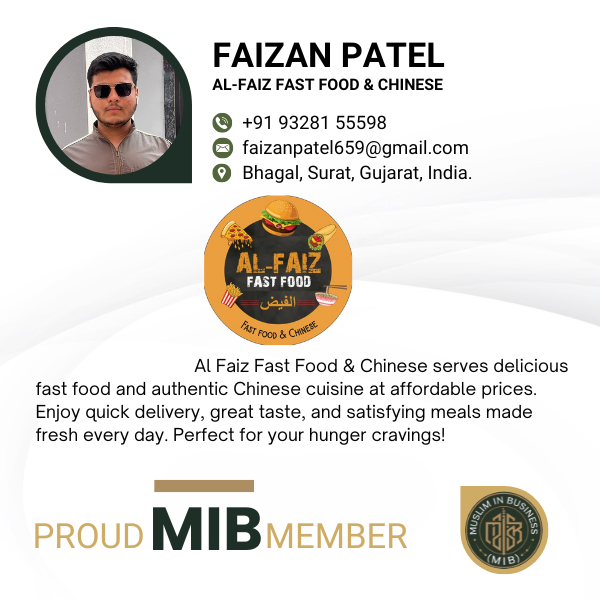 FAIZAN PATEL
AL-FAIZ FAST FOOD & CHINESE
+91 93281 55598
faizanpatel659@gmail.com
Bhagal, Surat, Gujarat, India.
AL-FAIZ
FAST FOOD
الفيض
FAST FOOD & CHINESE
Al Faiz Fast Food & Chinese serves delicious
fast food and authentic Chinese cuisine at affordable prices.
Enjoy quick delivery, great taste, and satisfying meals made
fresh every day. Perfect for your hunger cravings!
PROUD MIB MEMBER
MUSLIM IN BUSINESS
(MIB)